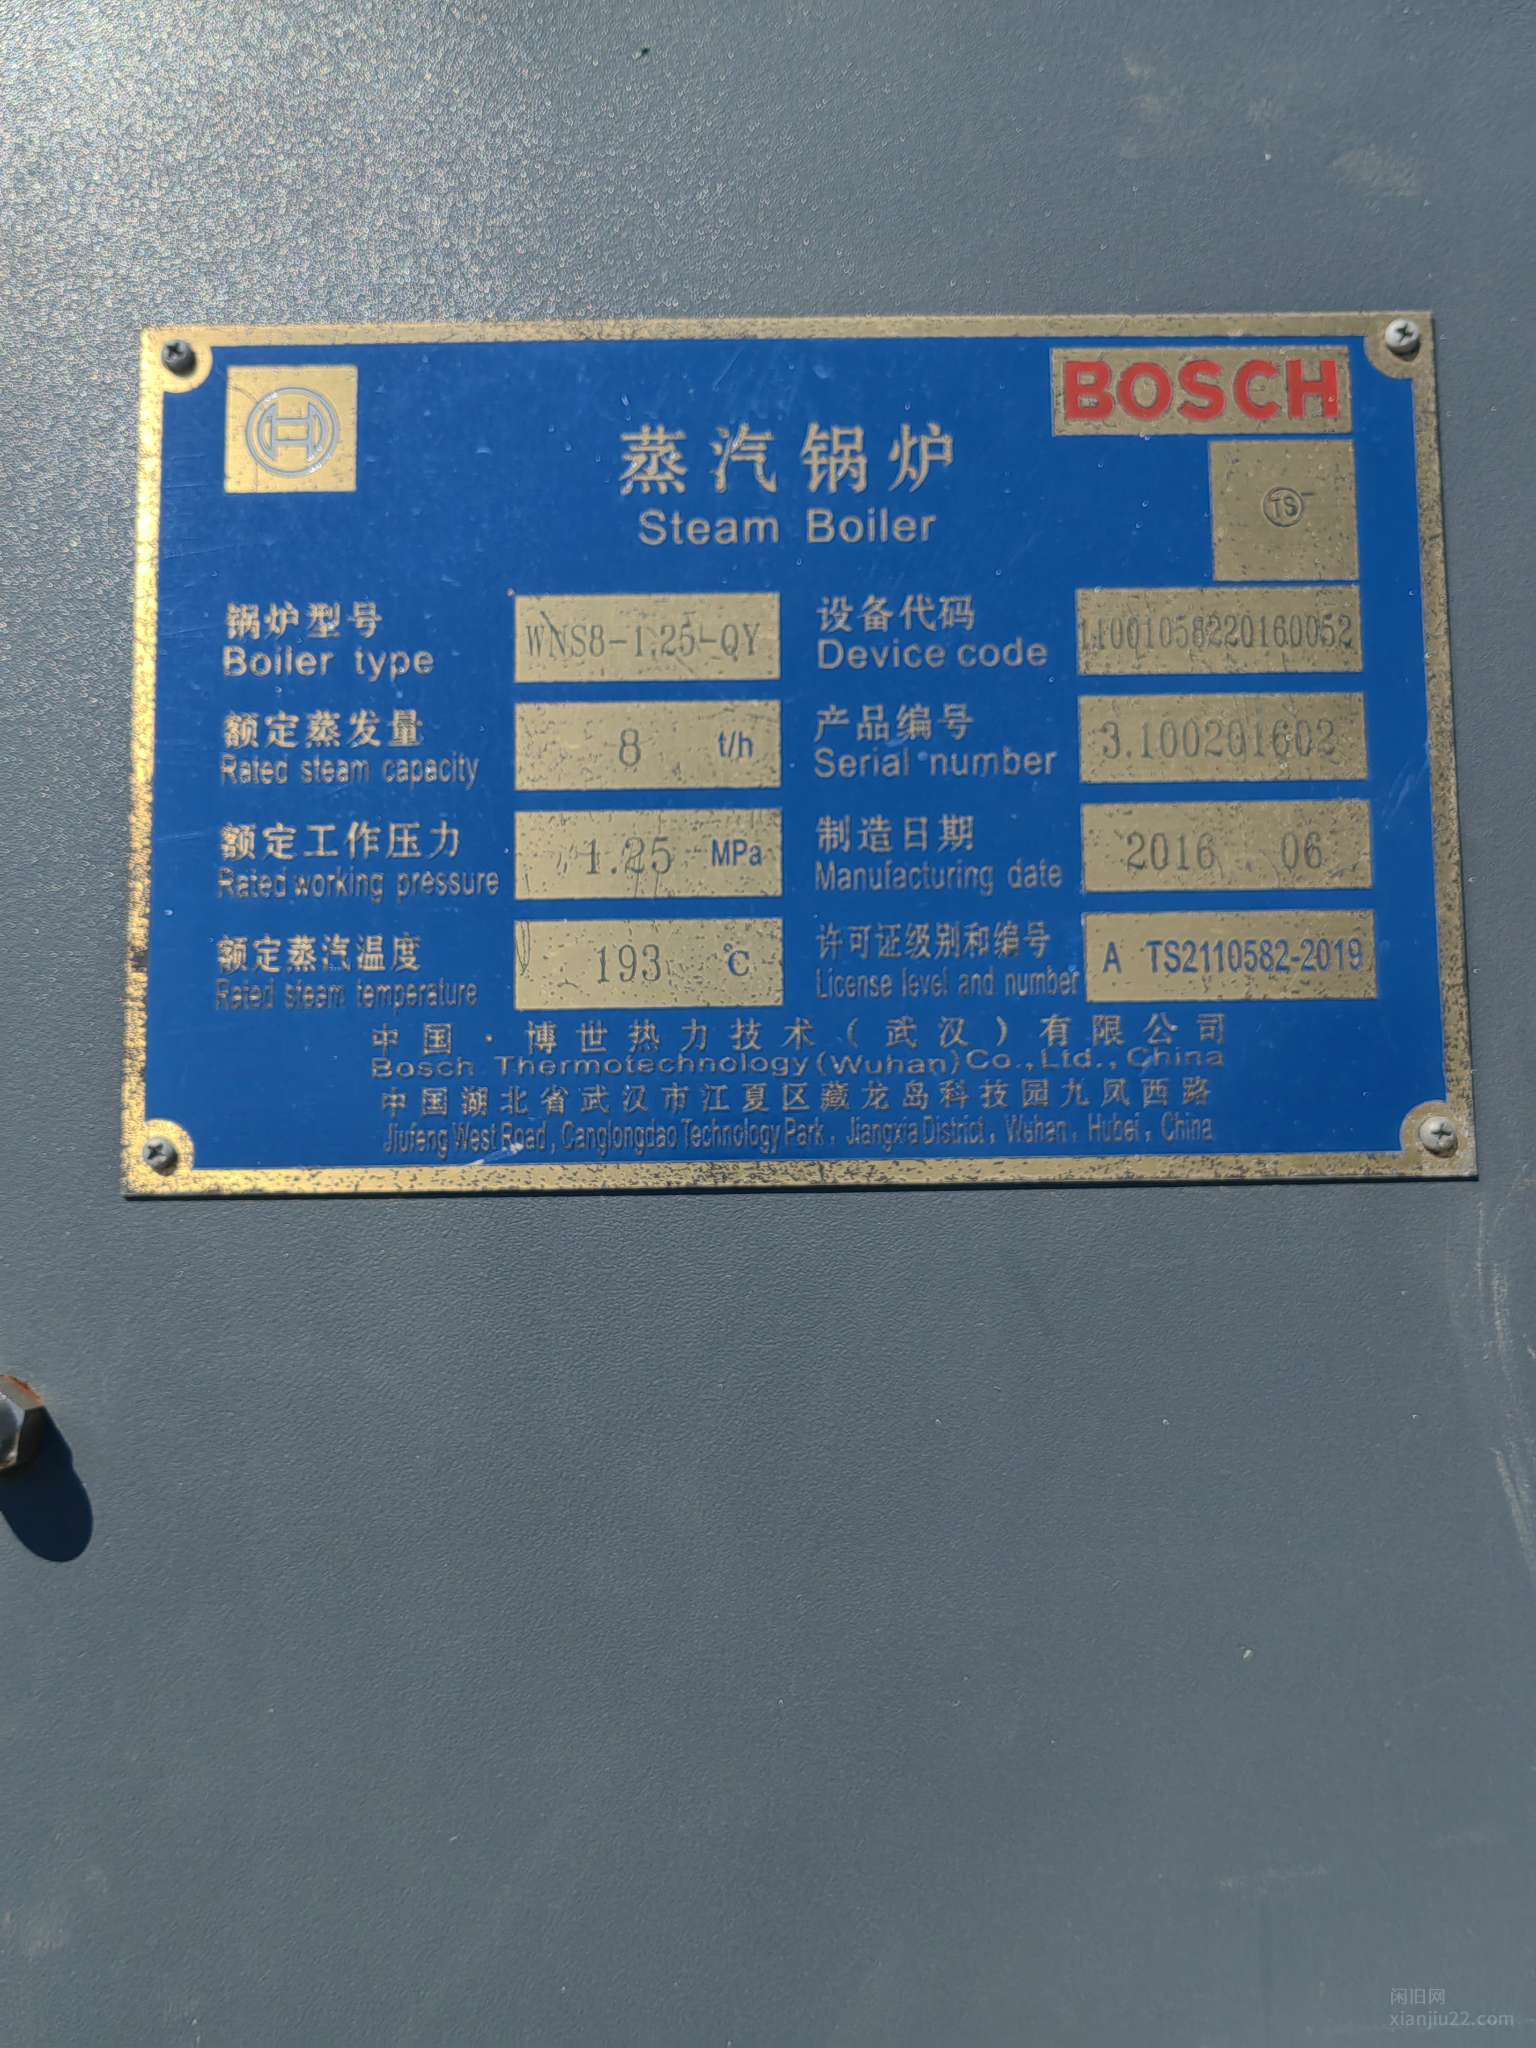 BOSCH
蒸汽锅炉
Steam Boiler
TS
锅炉型号
Boiler type
WNS8-1.25-QY
设备代码
Device code
11001058220160052
额定蒸发量
Rated steam capacity
8 t/h
产品编号
Serial number
3.100201602
额定工作压力
Rated working pressure
1.25 MPa
制造日期
Manufacturing date
2016 06
额定蒸汽温度
Rated steam temperature
193 ℃
许可证级别和编号
License level and number
A TS2110582-2019
中国·博世热力技术(武汉)有限公司
Bosch Thermotechnology(Wuhan)Co.,Ltd.,China
中国湖北省武汉市江夏区藏龙岛科技园九凤西路
Jiufeng West Road, Canglongdao Technology Park, Jiangxia District, Wuhan, Hubei, China
闲旧网
xianjiu22.com